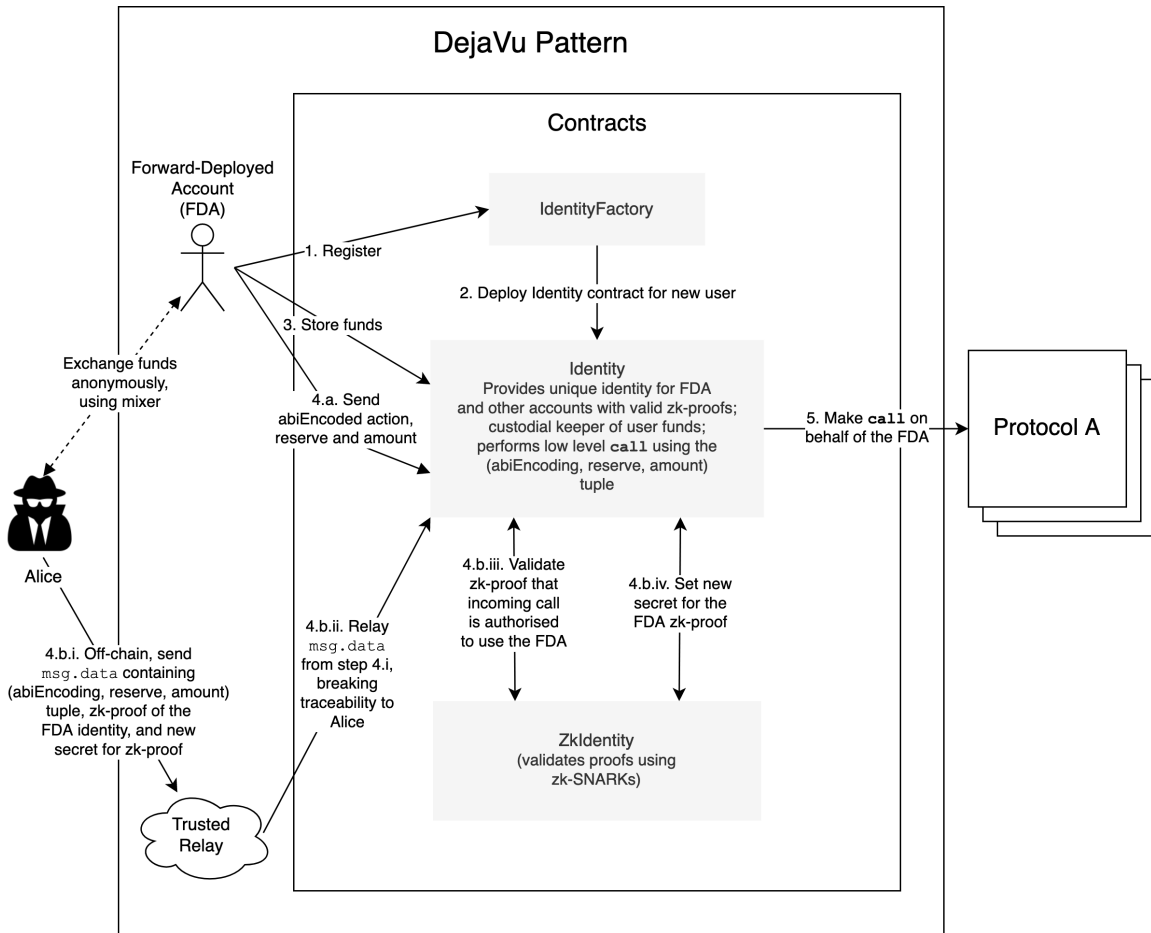 DejaVu Pattern
Contracts
Forward-Deployed
Account
(FDA)
IdentityFactory
1. Register
2. Deploy Identity contract for new user
3. Store funds
Exchange funds
anonymously,
using mixer
4.a. Send
abiEncoded action,
reserve and amount
Identity
Provides unique identity for FDA
and other accounts with valid zk-proofs;
custodial keeper of user funds;
performs low level call using the
(abiEncoding, reserve, amount)
tuple
5. Make call on
behalf of the FDA
Protocol A
Alice
4.b.i. Off-chain, send
msg.data containing
(abiEncoding, reserve, amount)
tuple, zk-proof of the
FDA identity, and new
secret for zk-proof
4.b.ii. Relay
msg.data
from step 4.i,
breaking
traceability to
Alice
4.b.iii. Validate
zk-proof that
incoming call
is authorised
to use the FDA
4.b.iv. Set new
secret for the
FDA zk-proof
ZkIdentity
(validates proofs using
zk-SNARKs)
Trusted
Relay